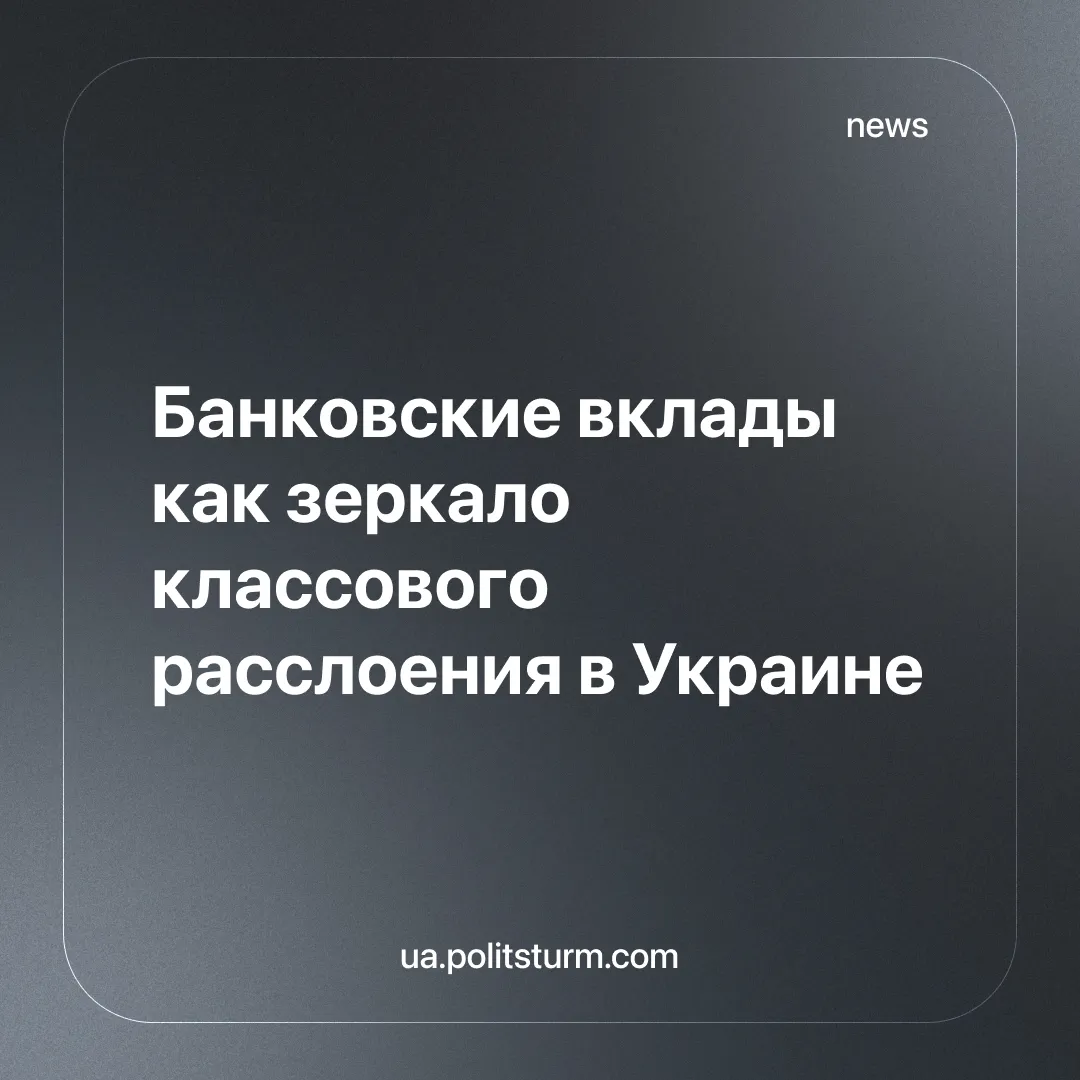 news
Банковские вклады
как зеркало
классового
расслоения в Украине
ua.politsturm.com